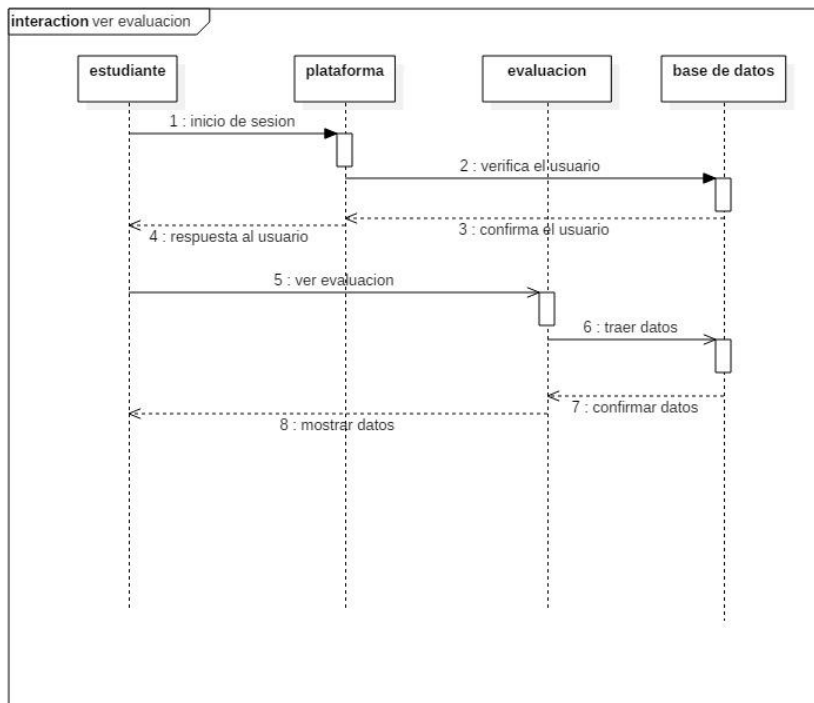 interaction ver evaluacion
estudiante
plataforma
evaluacion
base de datos
1 : inicio de sesion
2 : verifica el usuario
3 : confirma el usuario
4 : respuesta al usuario
5 : ver evaluacion
6 : traer datos
7 : confirmar datos
8 : mostrar datos